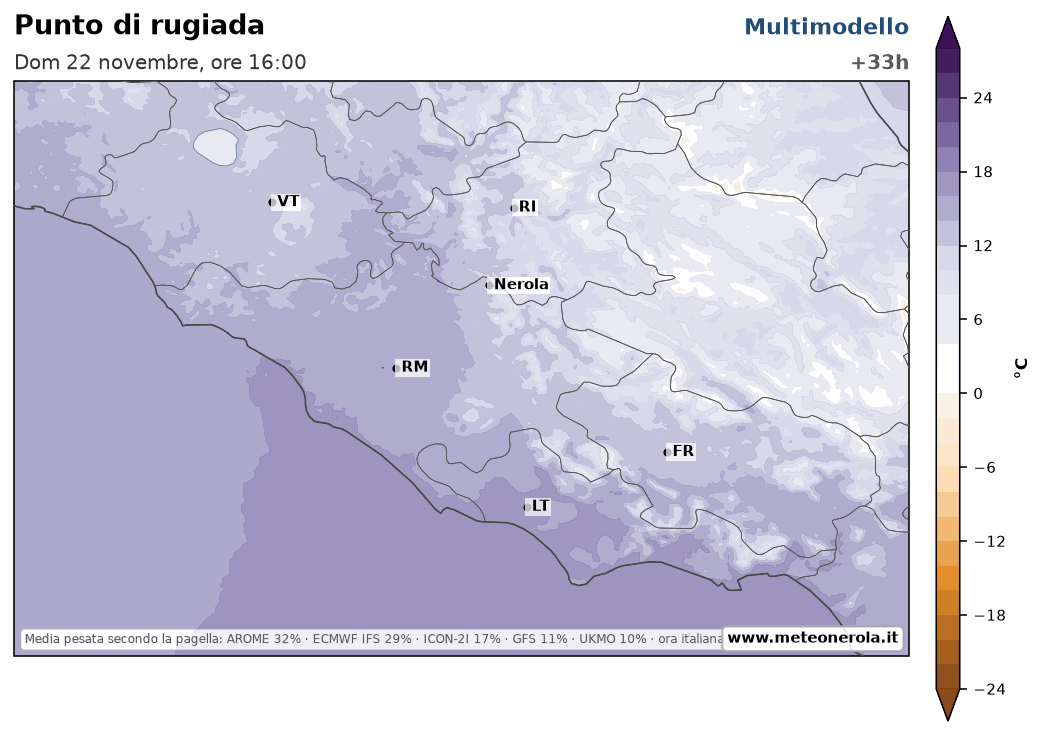 Punto di rugiada
Multimodello
Dom 22 novembre, ore 16:00
+33h
VT
RI
Nerola
RM
FR
LT
Media pesata secondo la pagella: AROME 32% · ECMWF IFS 29% · ICON-2I 17% · GFS 11% · UKMO 10% · ora italiana
www.meteonerola.it
24
18
12
6
0
−6
−12
−18
−24
°C